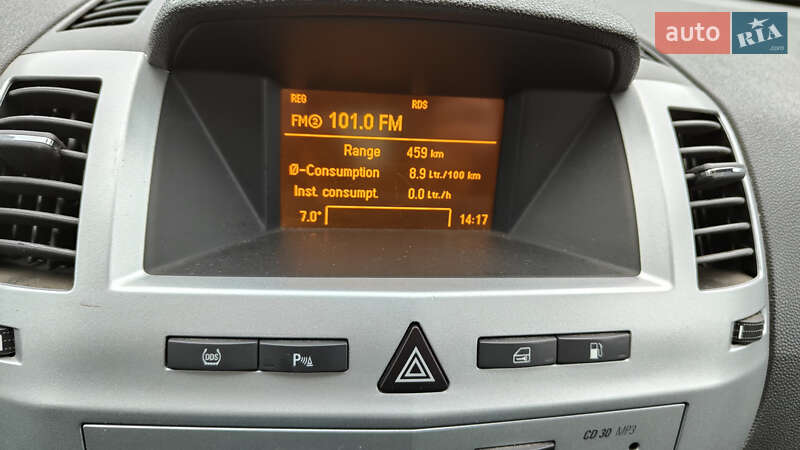 auto RIA .com
REG RDS
FM② 101.0 FM
Range 459 km
Ø-Consumption 8.9 Ltr./100 km
Inst. consumpt. 0.0 Ltr./h
7.0° 14:17
DDS P
CD 30 MP3